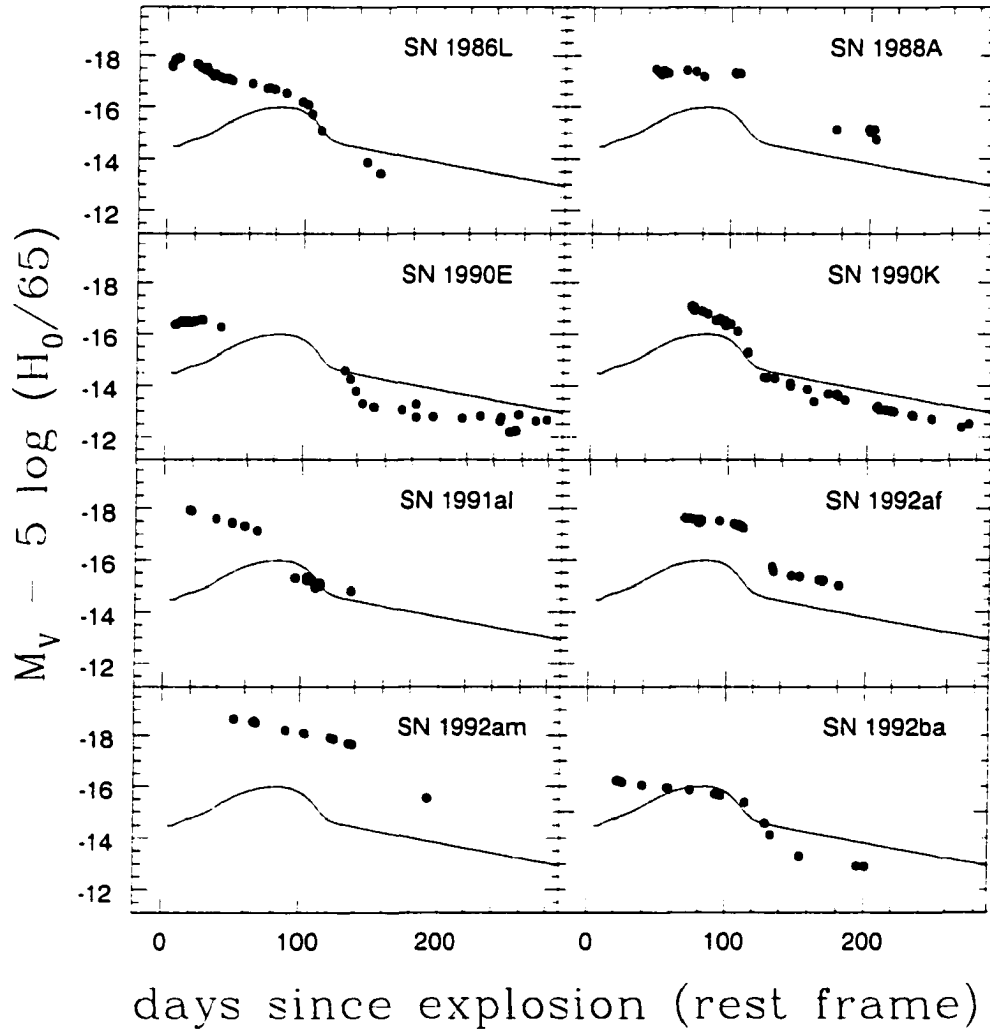 SN 1986L
SN 1988A
-18
-16
-14
-12
SN 1990E
SN 1990K
-18
-16
-14
-12
SN 1991al
SN 1992af
-18
-16
-14
-12
SN 1992am
SN 1992ba
-18
-16
-14
-12
0 100 200 0 100 200
M_V - 5 log (H_0/65)
days since explosion (rest frame)